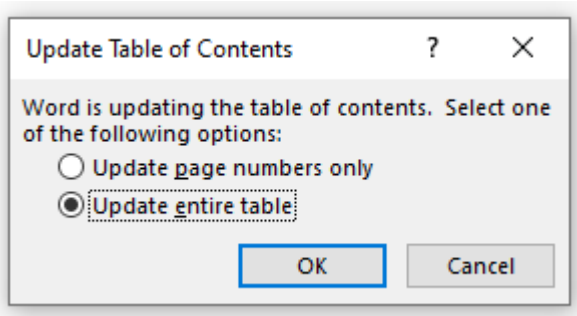 Update Table of Contents ?
Word is updating the table of contents. Select one
of the following options:
Update page numbers only
Update entire table
OK Cancel